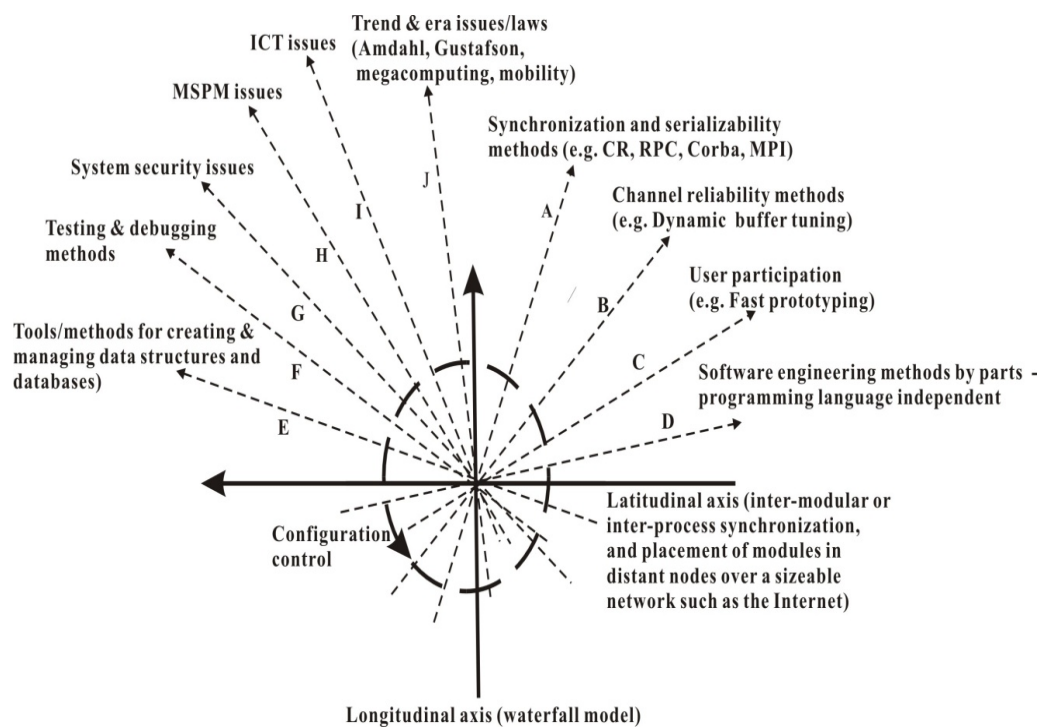 Trend & era issues/laws
(Amdahl, Gustafson,
megacomputing, mobility)
ICT issues
MSPM issues
System security issues
Testing & debugging
methods
Tools/methods for creating &
managing data structures and
databases)
Synchronization and serializability
methods (e.g. CR, RPC, Corba, MPI)
Channel reliability methods
(e.g. Dynamic buffer tuning)
User participation
(e.g. Fast prototyping)
Software engineering methods by parts -
programming language independent
J
I
A
H
B
G
C
F
D
E
Configuration
control
Latitudinal axis (inter-modular or
inter-process synchronization,
and placement of modules in
distant nodes over a sizeable
network such as the Internet)
Longitudinal axis (waterfall model)